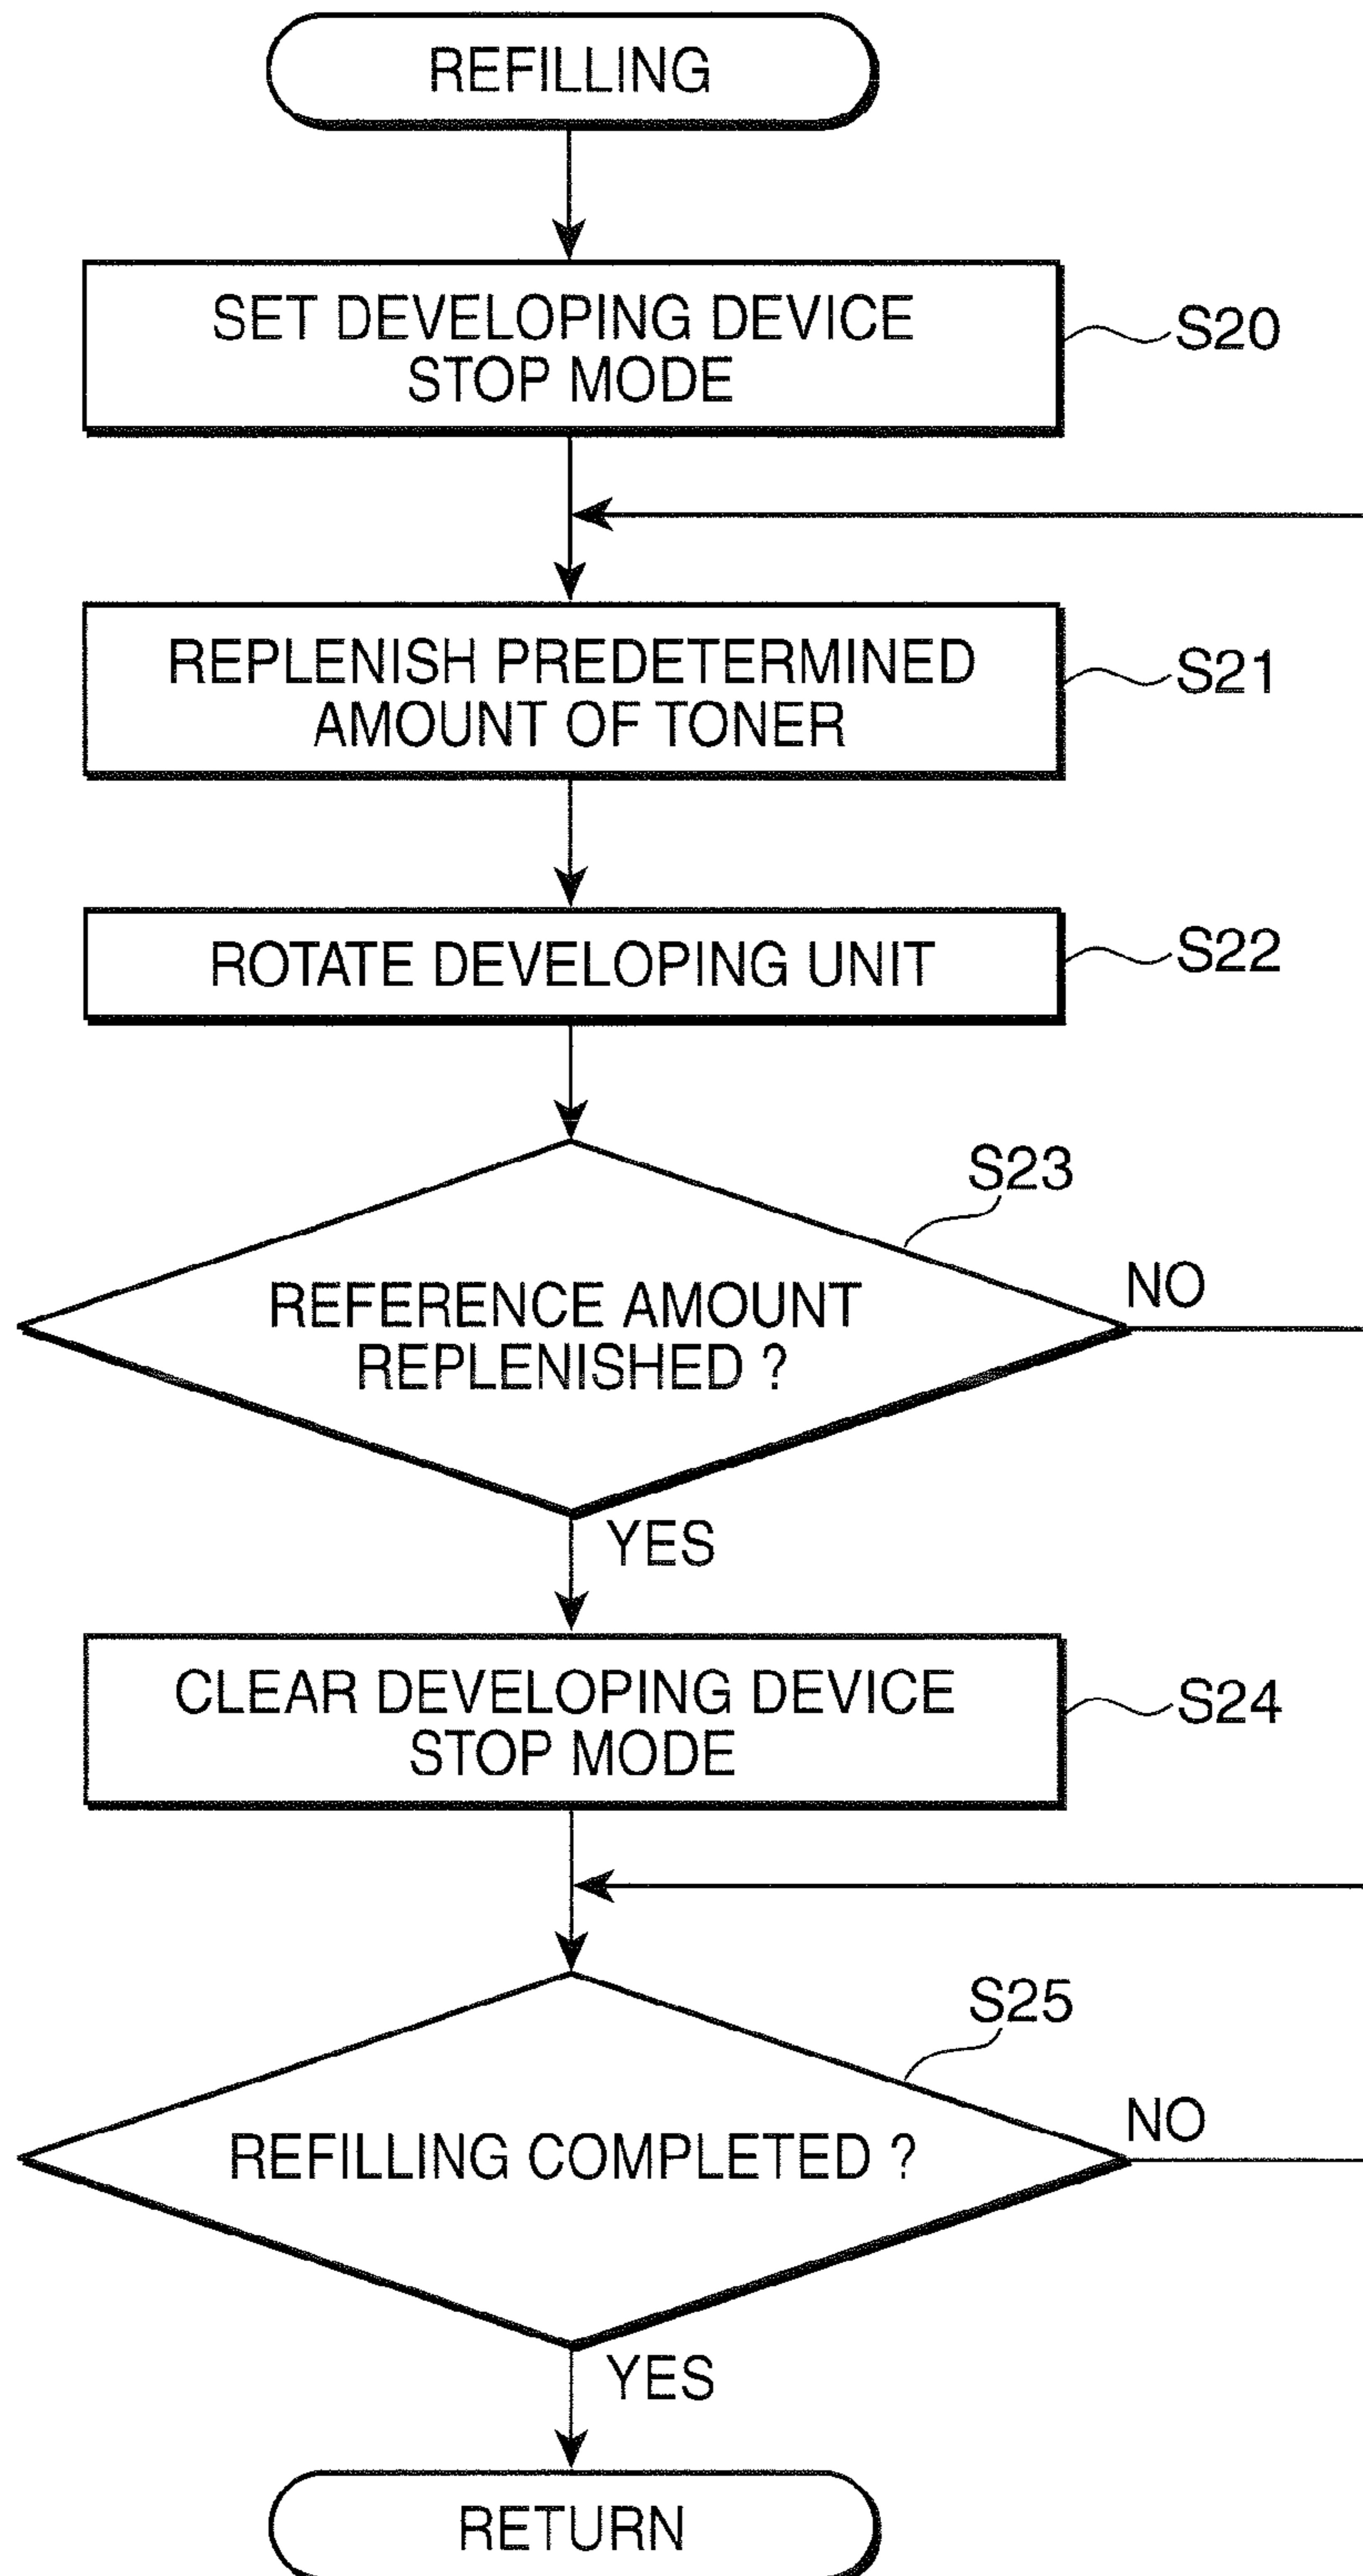 REFILLING
SET DEVELOPING DEVICE
STOP MODE
S20
REPLENISH PREDETERMINED
AMOUNT OF TONER
S21
ROTATE DEVELOPING UNIT
S22
S23
REFERENCE AMOUNT
REPLENISHED ?
NO
YES
CLEAR DEVELOPING DEVICE
STOP MODE
S24
S25
REFILLING COMPLETED ?
NO
YES
RETURN